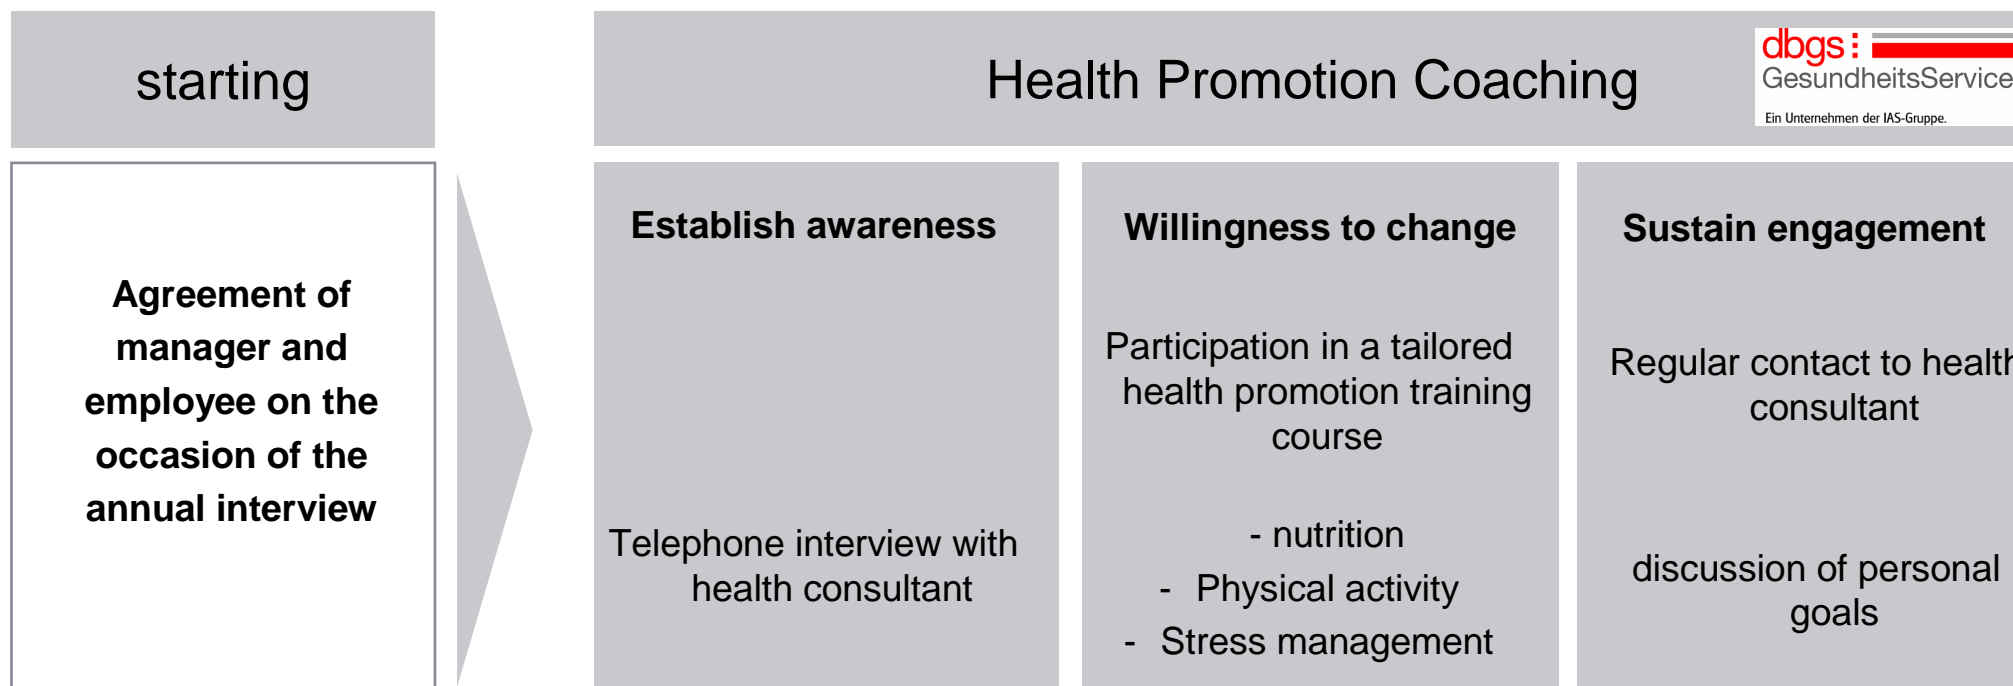 starting
Health Promotion Coaching
dbgs
GesundheitsService
Ein Unternehmen der IAS-Gruppe.
Agreement of
manager and
employee on the
occasion of the
annual interview
Establish awareness
Telephone interview with
health consultant
Willingness to change
Participation in a tailored
health promotion training
course
- nutrition
- Physical activity
- Stress management
Sustain engagement
Regular contact to health
consultant
discussion of personal
goals